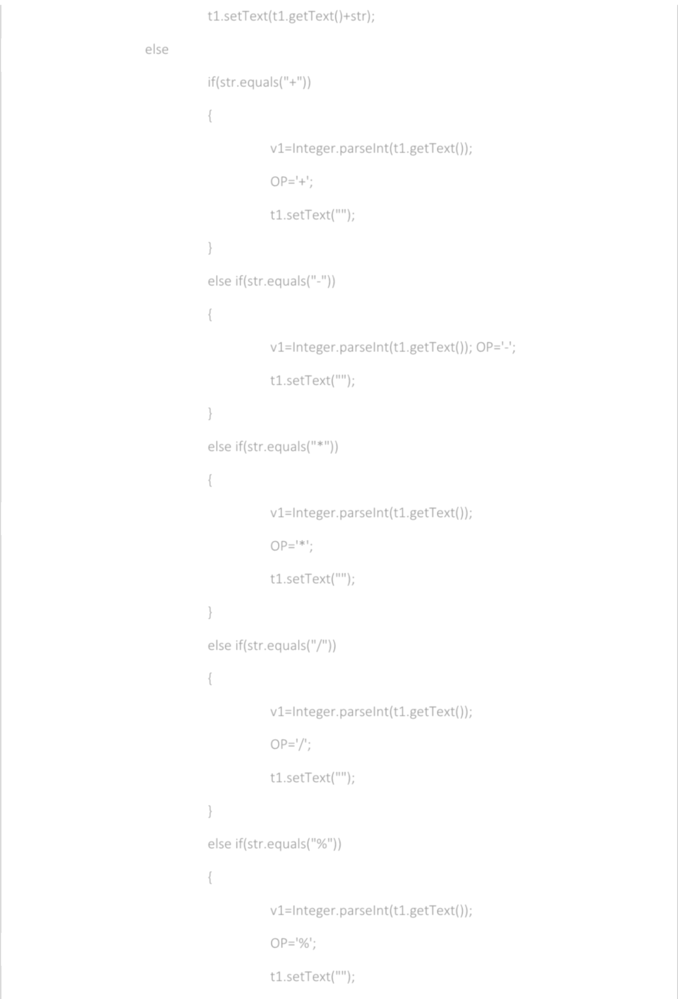 t1.setText(t1.getText()+str);
else
if(str.equals("+"))
{
v1=Integer.parseInt(t1.getText());
OP='+';
t1.setText("");
}
else if(str.equals("-"))
{
v1=Integer.parseInt(t1.getText()); OP='-';
t1.setText("");
}
else if(str.equals("*"))
{
v1=Integer.parseInt(t1.getText());
OP='*';
t1.setText("");
}
else if(str.equals("/"))
{
v1=Integer.parseInt(t1.getText());
OP='/';
t1.setText("");
}
else if(str.equals("%"))
{
v1=Integer.parseInt(t1.getText());
OP='%';
t1.setText("");